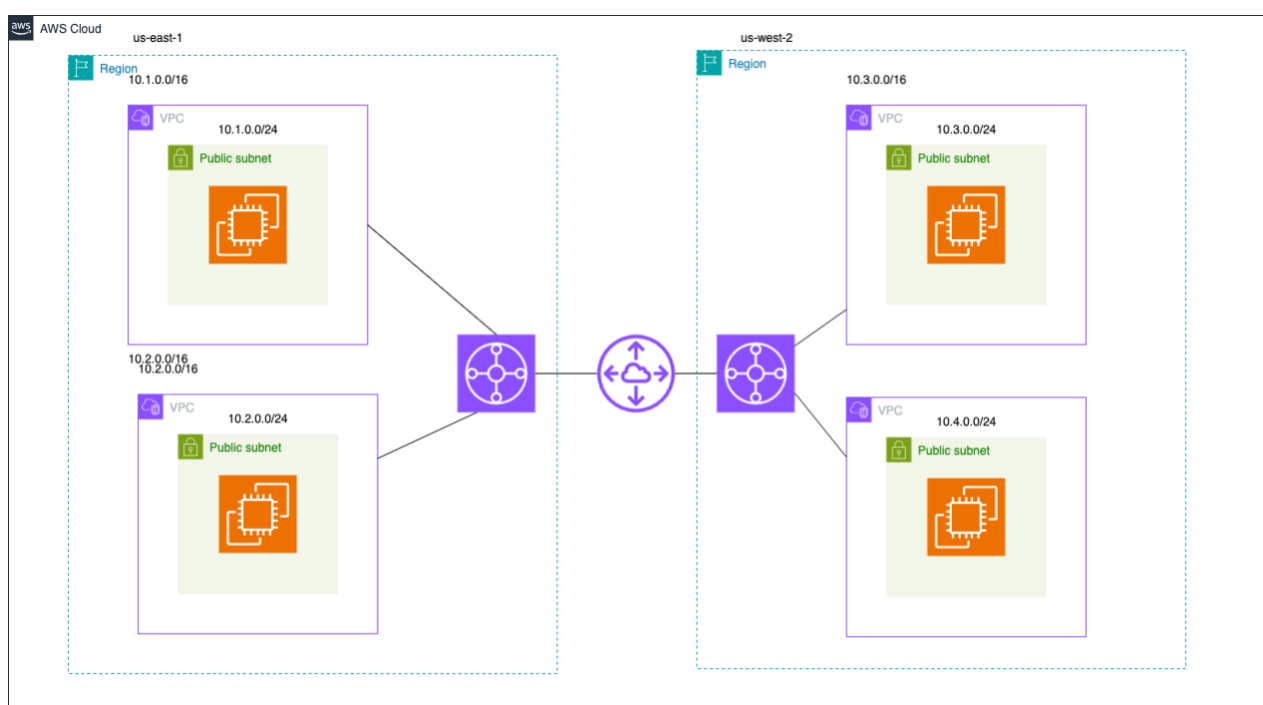 aws
AWS Cloud
us-east-1
Region
10.1.0.0/16
VPC
10.1.0.0/24
Public subnet
10.2.0.0/16
10.2.0.0/16
VPC
10.2.0.0/24
Public subnet
us-west-2
Region
10.3.0.0/16
VPC
10.3.0.0/24
Public subnet
VPC
10.4.0.0/24
Public subnet